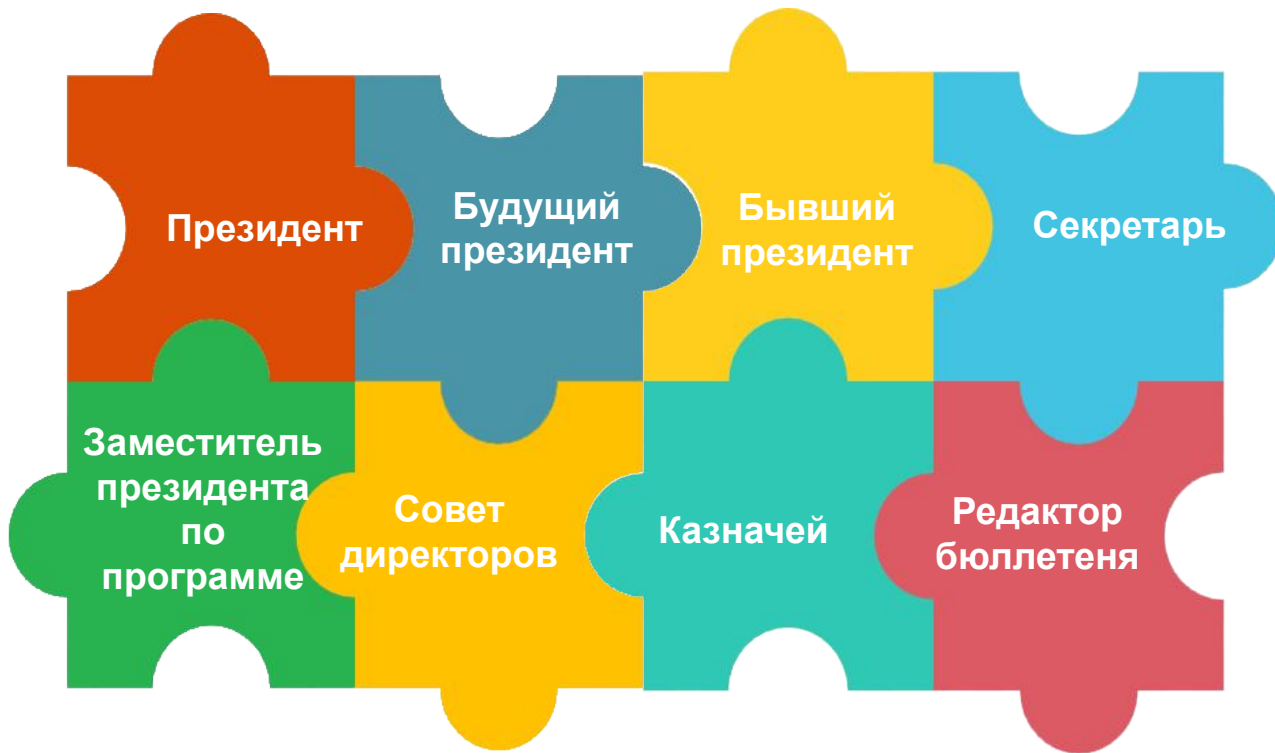 Президент
Будущий
президент
Бывший
президент
Секретарь
Заместитель
президента
по
программе
Совет
директоров
Казначей
Редактор
бюллетеня